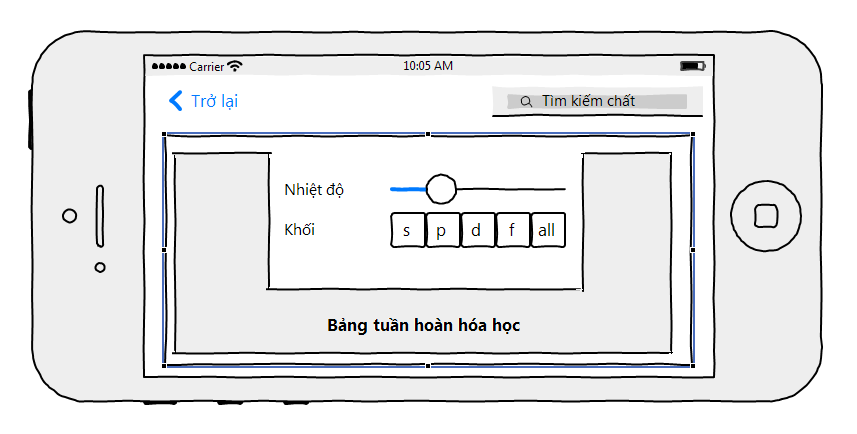 Carrier 10:05 AM
Trở lại Tìm kiếm chất
Nhiệt độ
Khối s p d f all
Bảng tuần hoàn hóa học